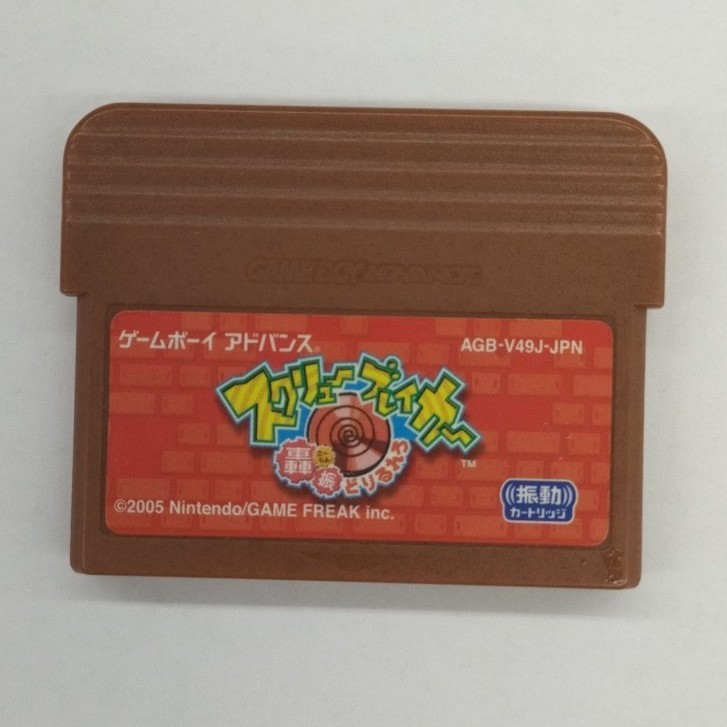 GAME BOY ADVANCE
ゲームボーイ アドバンス®
AGB-V49J-JPN
スクリューブレイカー
轟振どりるれろ
™
©2005 Nintendo/GAME FREAK inc.
振動
カートリッジ